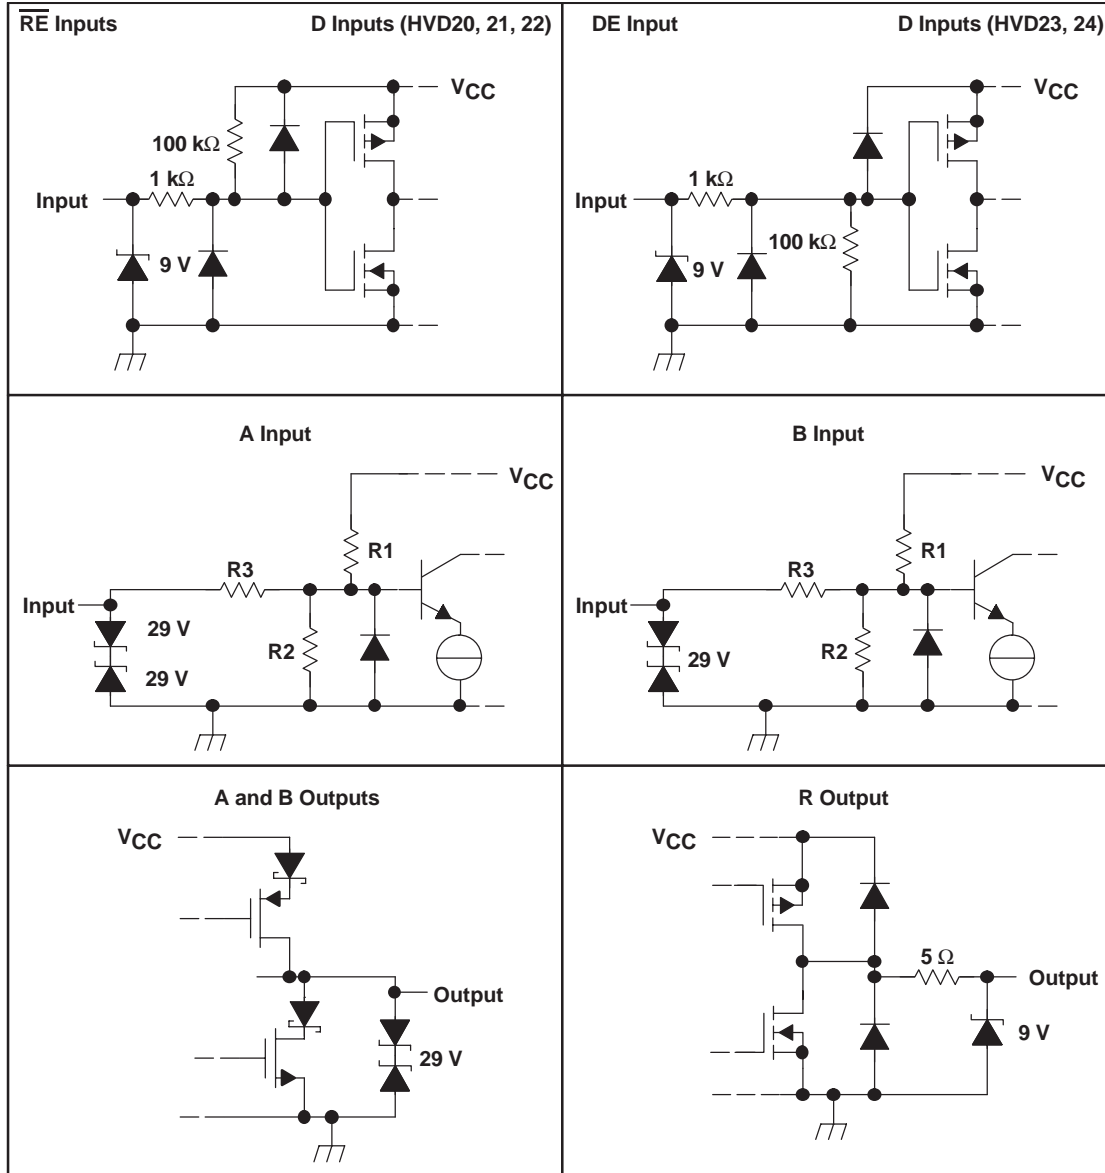 RE Inputs
D Inputs (HVD20, 21, 22)
VCC
100 kΩ
1 kΩ
Input
9 V
DE Input
D Inputs (HVD23, 24)
VCC
1 kΩ
Input
100 kΩ
9 V
A Input
VCC
R1
R3
Input
29 V
R2
29 V
B Input
VCC
R1
R3
Input
R2
29 V
A and B Outputs
VCC
Output
29 V
R Output
VCC
5 Ω
Output
9 V